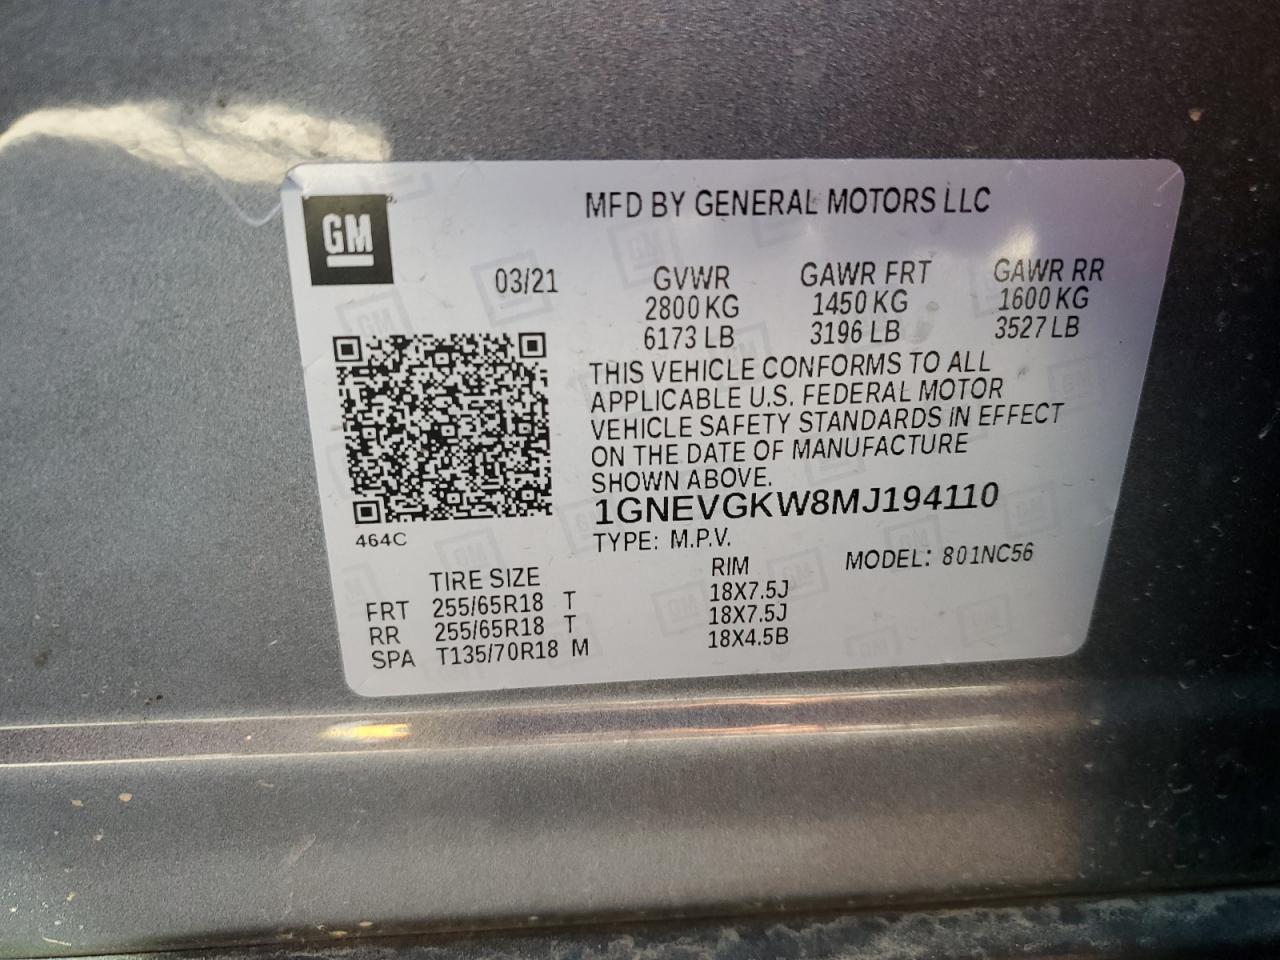 GM
MFD BY GENERAL MOTORS LLC
03/21 GVWR GAWR FRT GAWR RR
2800 KG 1450 KG 1600 KG
6173 LB 3196 LB 3527 LB
THIS VEHICLE CONFORMS TO ALL
APPLICABLE U.S. FEDERAL MOTOR
VEHICLE SAFETY STANDARDS IN EFFECT
ON THE DATE OF MANUFACTURE
SHOWN ABOVE.
1GNEVGKW8MJ194110
464C
TYPE: M.P.V.
MODEL: 801NC56
TIRE SIZE RIM
FRT 255/65R18 T 18X7.5J
RR 255/65R18 T 18X7.5J
SPA T135/70R18 M 18X4.5B